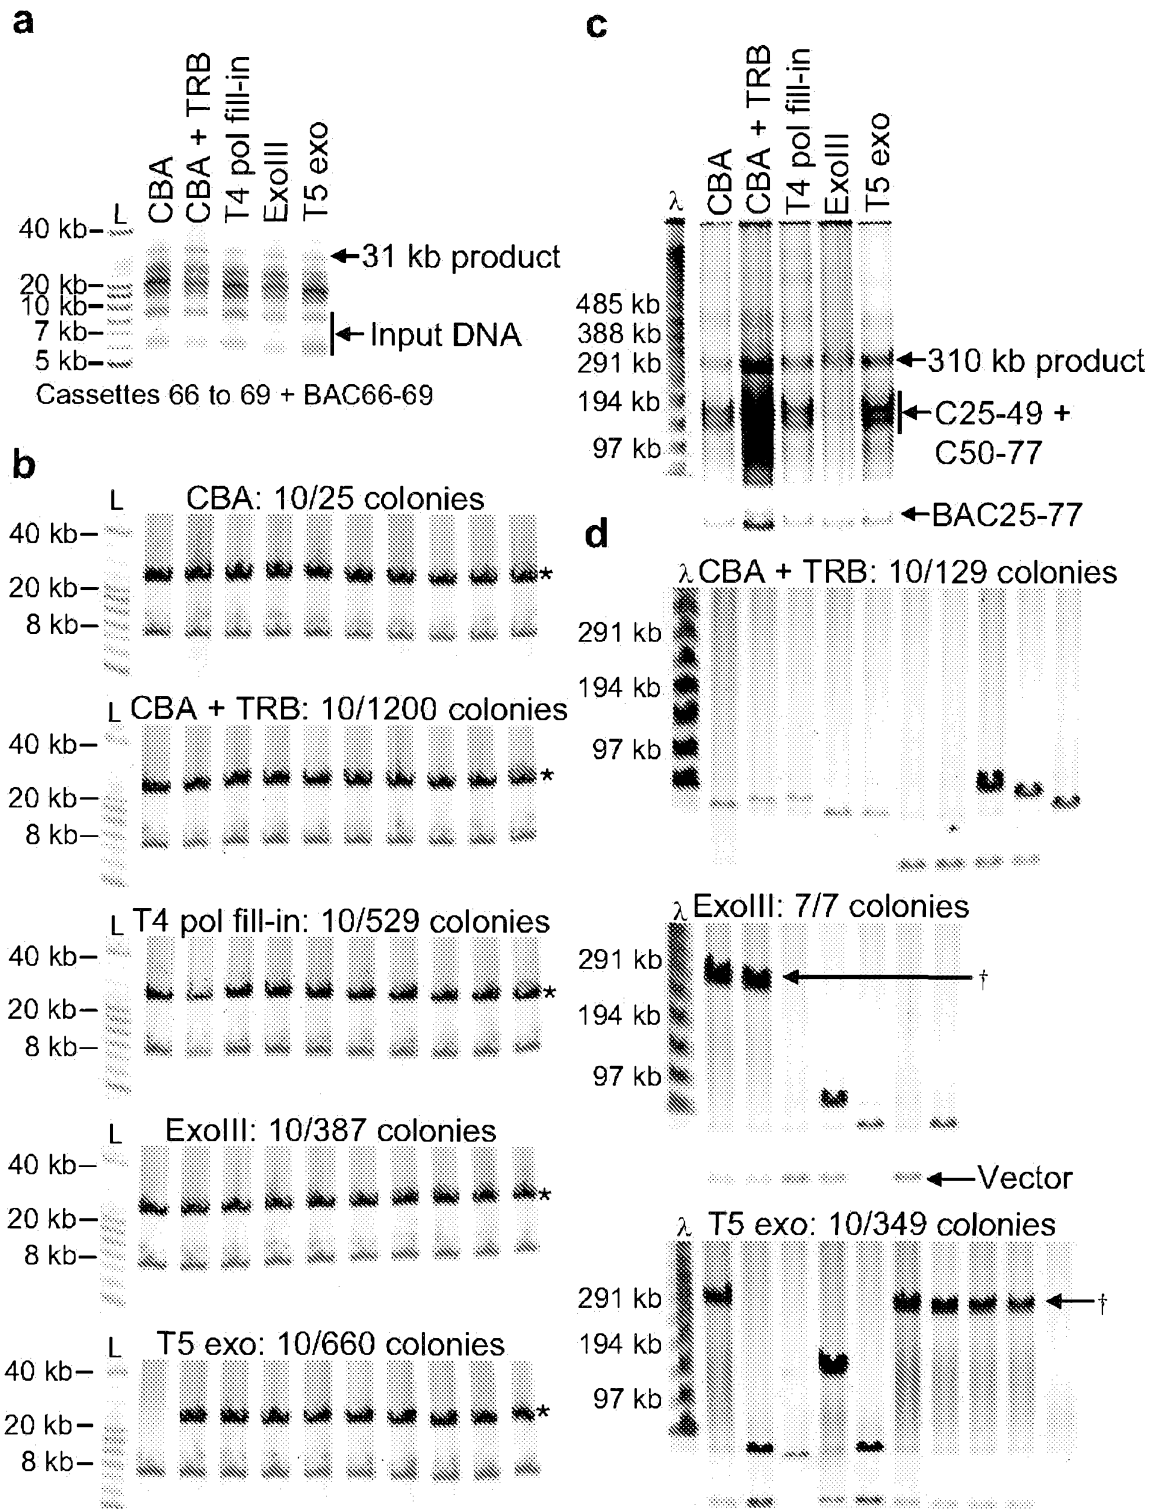 a
CBA
CBA + TRB
T4 pol fill-in
ExoIII
T5 exo
L
40 kb
20 kb
10 kb
7 kb
5 kb
31 kb product
Input DNA
Cassettes 66 to 69 + BAC66-69
b
L
CBA: 10/25 colonies
40 kb
20 kb
8 kb
*
L
CBA + TRB: 10/1200 colonies
40 kb
20 kb
8 kb
*
L
T4 pol fill-in: 10/529 colonies
40 kb
20 kb
8 kb
*
L
ExoIII: 10/387 colonies
40 kb
20 kb
8 kb
*
L
T5 exo: 10/660 colonies
40 kb
20 kb
8 kb
*
c
λ
CBA
CBA + TRB
T4 pol fill-in
ExoIII
T5 exo
485 kb
388 kb
291 kb
194 kb
97 kb
310 kb product
C25-49 +
C50-77
BAC25-77
d
λ
CBA + TRB: 10/129 colonies
291 kb
194 kb
97 kb
λ
ExoIII: 7/7 colonies
291 kb
194 kb
97 kb
†
Vector
λ
T5 exo: 10/349 colonies
291 kb
194 kb
97 kb
†